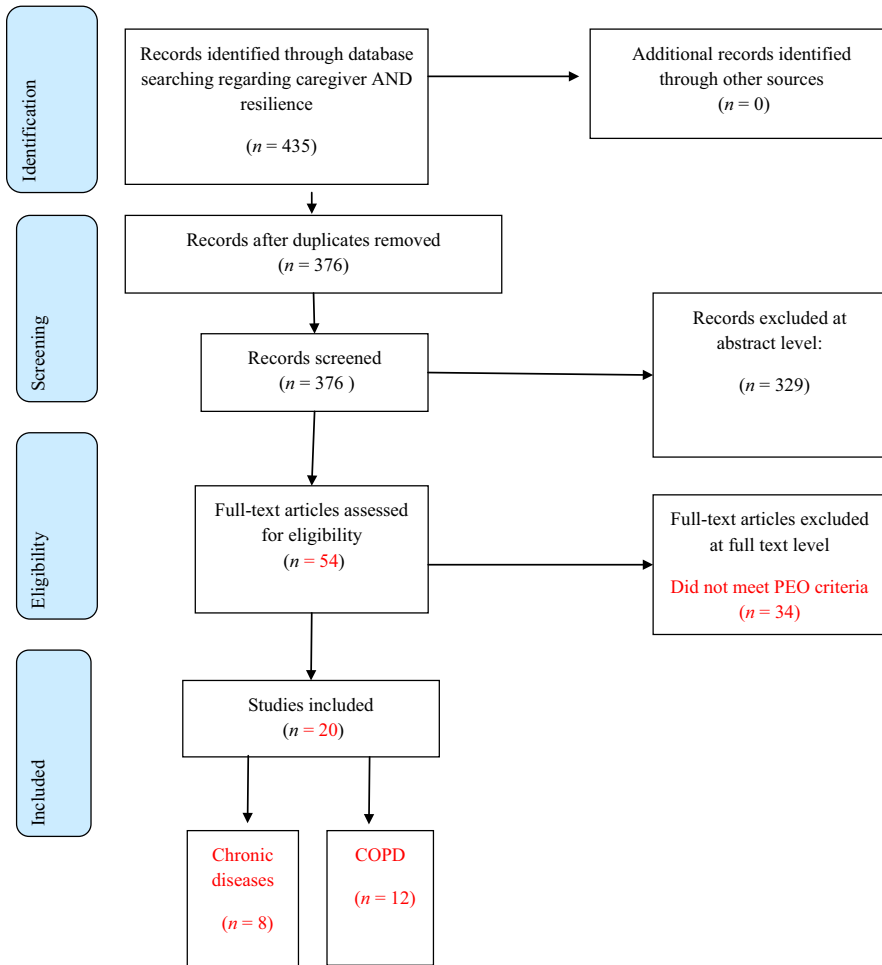 Identification
Records identified through database
searching regarding caregiver AND
resilience
(n = 435)
Additional records identified
through other sources
(n = 0)
Screening
Records after duplicates removed
(n = 376)
Records screened
(n = 376 )
Records excluded at
abstract level:
(n = 329)
Eligibility
Full-text articles assessed
for eligibility
(n = 54)
Full-text articles excluded
at full text level
Did not meet PEO criteria
(n = 34)
Included
Studies included
(n = 20)
Chronic
diseases
(n = 8)
COPD
(n = 12)